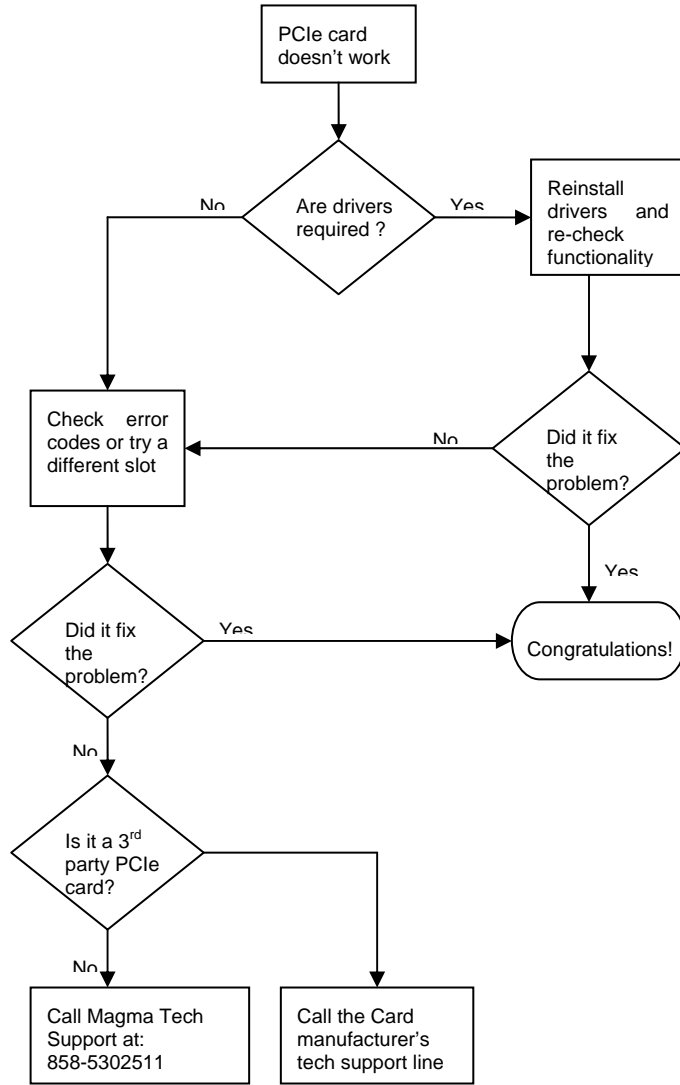 PCIe card
doesn't work
Are drivers
required ?
No
Yes
Reinstall
drivers and
re-check
functionality
Check error
codes or try a
different slot
No
Did it fix
the
problem?
Yes
Did it fix
the
problem?
Yes
Congratulations!
No
Is it a 3rd
party PCIe
card?
No
Call Magma Tech
Support at:
858-5302511
Call the Card
manufacturer's
tech support line